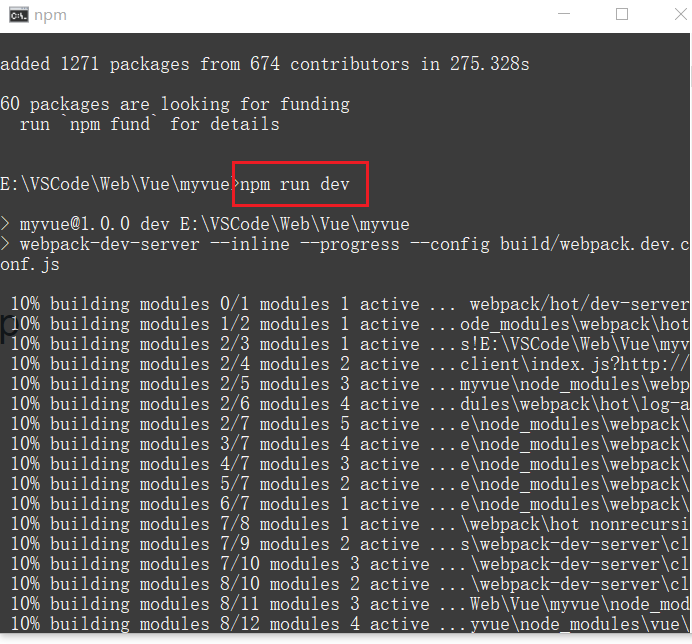 npm
added 1271 packages from 674 contributors in 275.328s
60 packages are looking for funding
run `npm fund` for details
E:\VSCode\Web\Vue\myvue>npm run dev
> myvue@1.0.0 dev E:\VSCode\Web\Vue\myvue
> webpack-dev-server --inline --progress --config build/webpack.dev.c
onf.js
10% building modules 0/1 modules 1 active ... webpack/hot/dev-server
10% building modules 1/2 modules 1 active ...ode_modules\webpack\hot
10% building modules 2/3 modules 1 active ...s!E:\VSCode\Web\Vue\myv
10% building modules 2/4 modules 2 active ...client\index.js?http://
10% building modules 2/5 modules 3 active ...myvue\node_modules\webp
10% building modules 2/6 modules 4 active ...dules\webpack\hot\log-a
10% building modules 2/7 modules 5 active ...e\node_modules\webpack\
10% building modules 3/7 modules 4 active ...e\node_modules\webpack\
10% building modules 4/7 modules 3 active ...e\node_modules\webpack\
10% building modules 5/7 modules 2 active ...e\node_modules\webpack\
10% building modules 6/7 modules 1 active ...e\node_modules\webpack\
10% building modules 7/8 modules 1 active ...\webpack\hot nonrecursi
10% building modules 7/9 modules 2 active ...s\webpack-dev-server\cl
10% building modules 7/10 modules 3 active ...\webpack-dev-server\cl
10% building modules 8/10 modules 2 active ...\webpack-dev-server\cl
10% building modules 8/11 modules 3 active ...Web\Vue\myvue\node_mod
10% building modules 8/12 modules 4 active ...yvue\node_modules\vue\